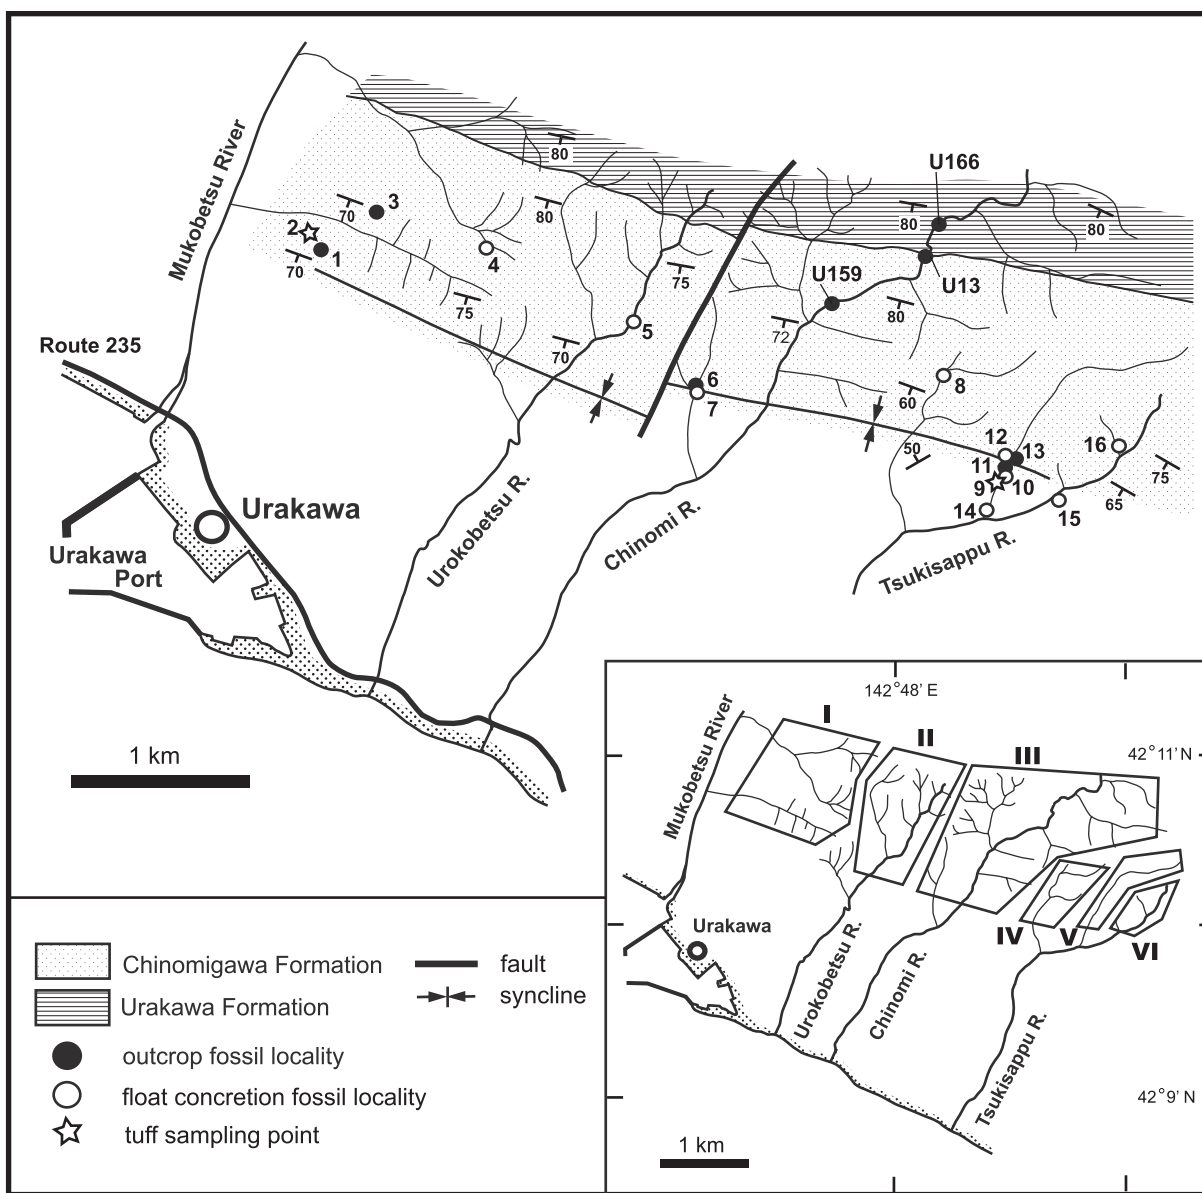 U166
80
80
80
80
Mukobetsu River
70
3
2
1
70
4
75
U159
U13
80
75
72
5
70
Route 235
6
7
60
8
50
12
13
11
9
10
14
15
16
75
65
Urakawa
Urakawa
Port
Urokobetsu R.
Chinomi R.
Tsukisappu R.
1 km
142°48' E
42°11' N
I
II
III
Mukobetsu River
IV
V
VI
Urakawa
Urokobetsu R.
Chinomi R.
Tsukisappu R.
42°9' N
1 km
Chinomigawa Formation
fault
Urakawa Formation
syncline
outcrop fossil locality
float concretion fossil locality
tuff sampling point